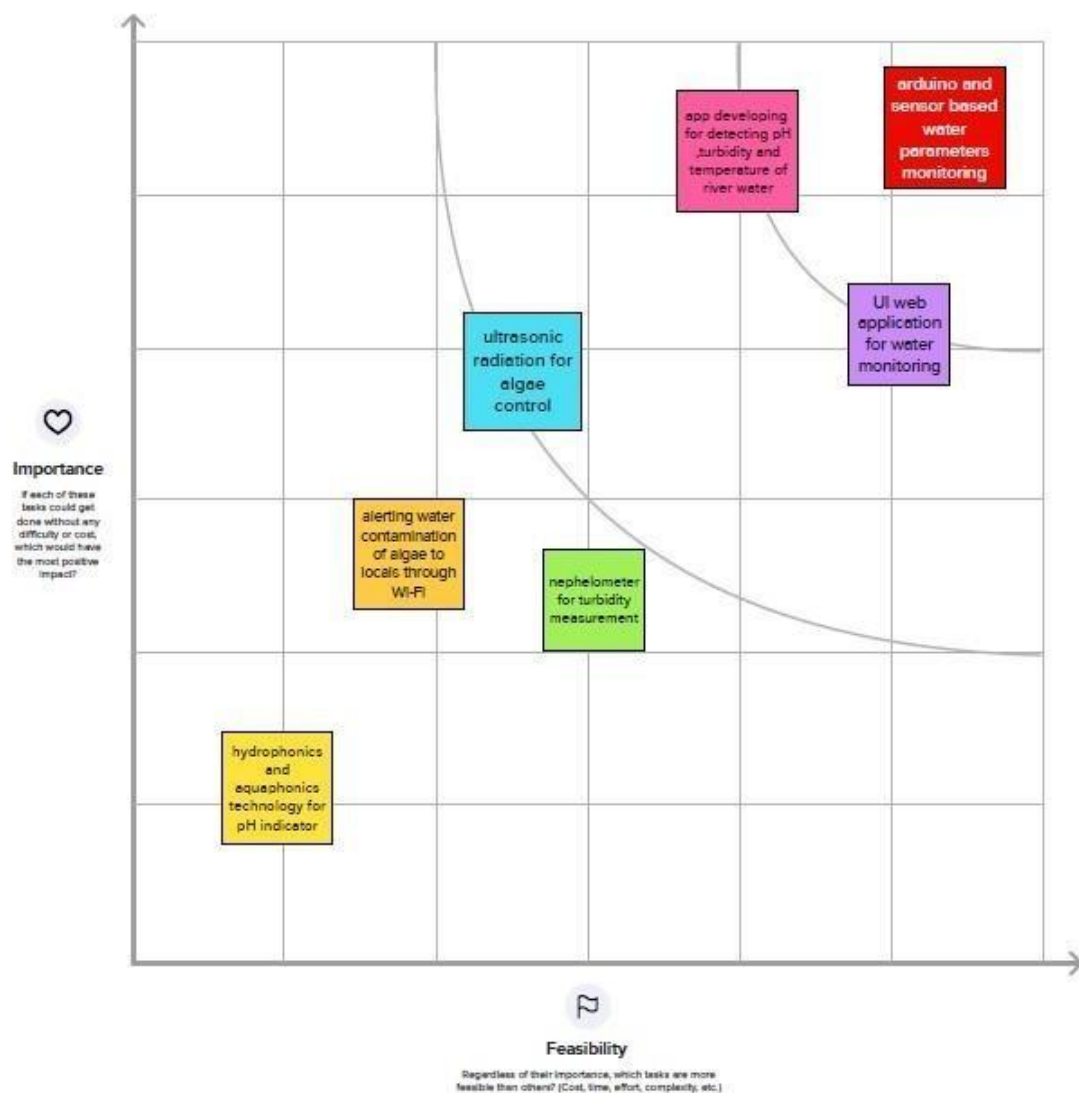 arduino and
sensor based
water
parameters
monitoring
app developing
for detecting pH
,turbidity and
temperature of
river water
UI web
application
for water
monitoring
ultrasonic
radiation for
algae
control
Importance
If each of these
tasks could get
done without any
difficulty or cost,
which would have
the most positive
impact?
alerting water
contamination
of algae to
locals through
Wi-Fi
nephelometer
for turbidity
measurement
hydrophonics
and
aquaphonics
technology for
pH indicator
Feasibility
Regardless of their importance, which tasks are more
feasible than others? (Cost, time, effort, complexity, etc.)